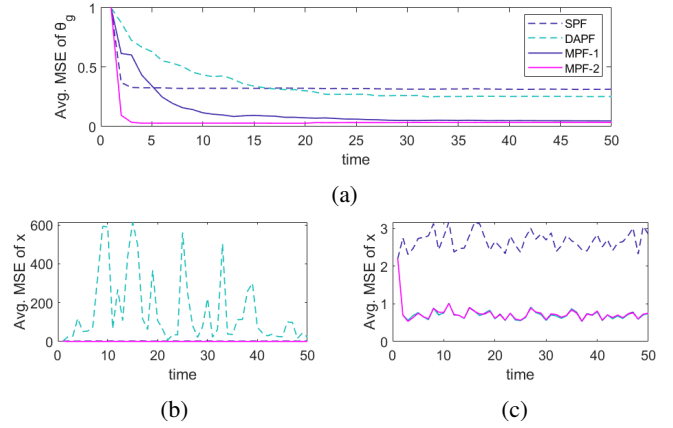 Avg. MSE of θg
1
0.5
0
SPF
DAPF
MPF-1
MPF-2
0 5 10 15 20 25 30 35 40 45 50
time
(a)
Avg. MSE of x
600
400
200
0
0 10 20 30 40 50
time
(b)
Avg. MSE of x
3
2
1
0
0 10 20 30 40 50
time
(c)